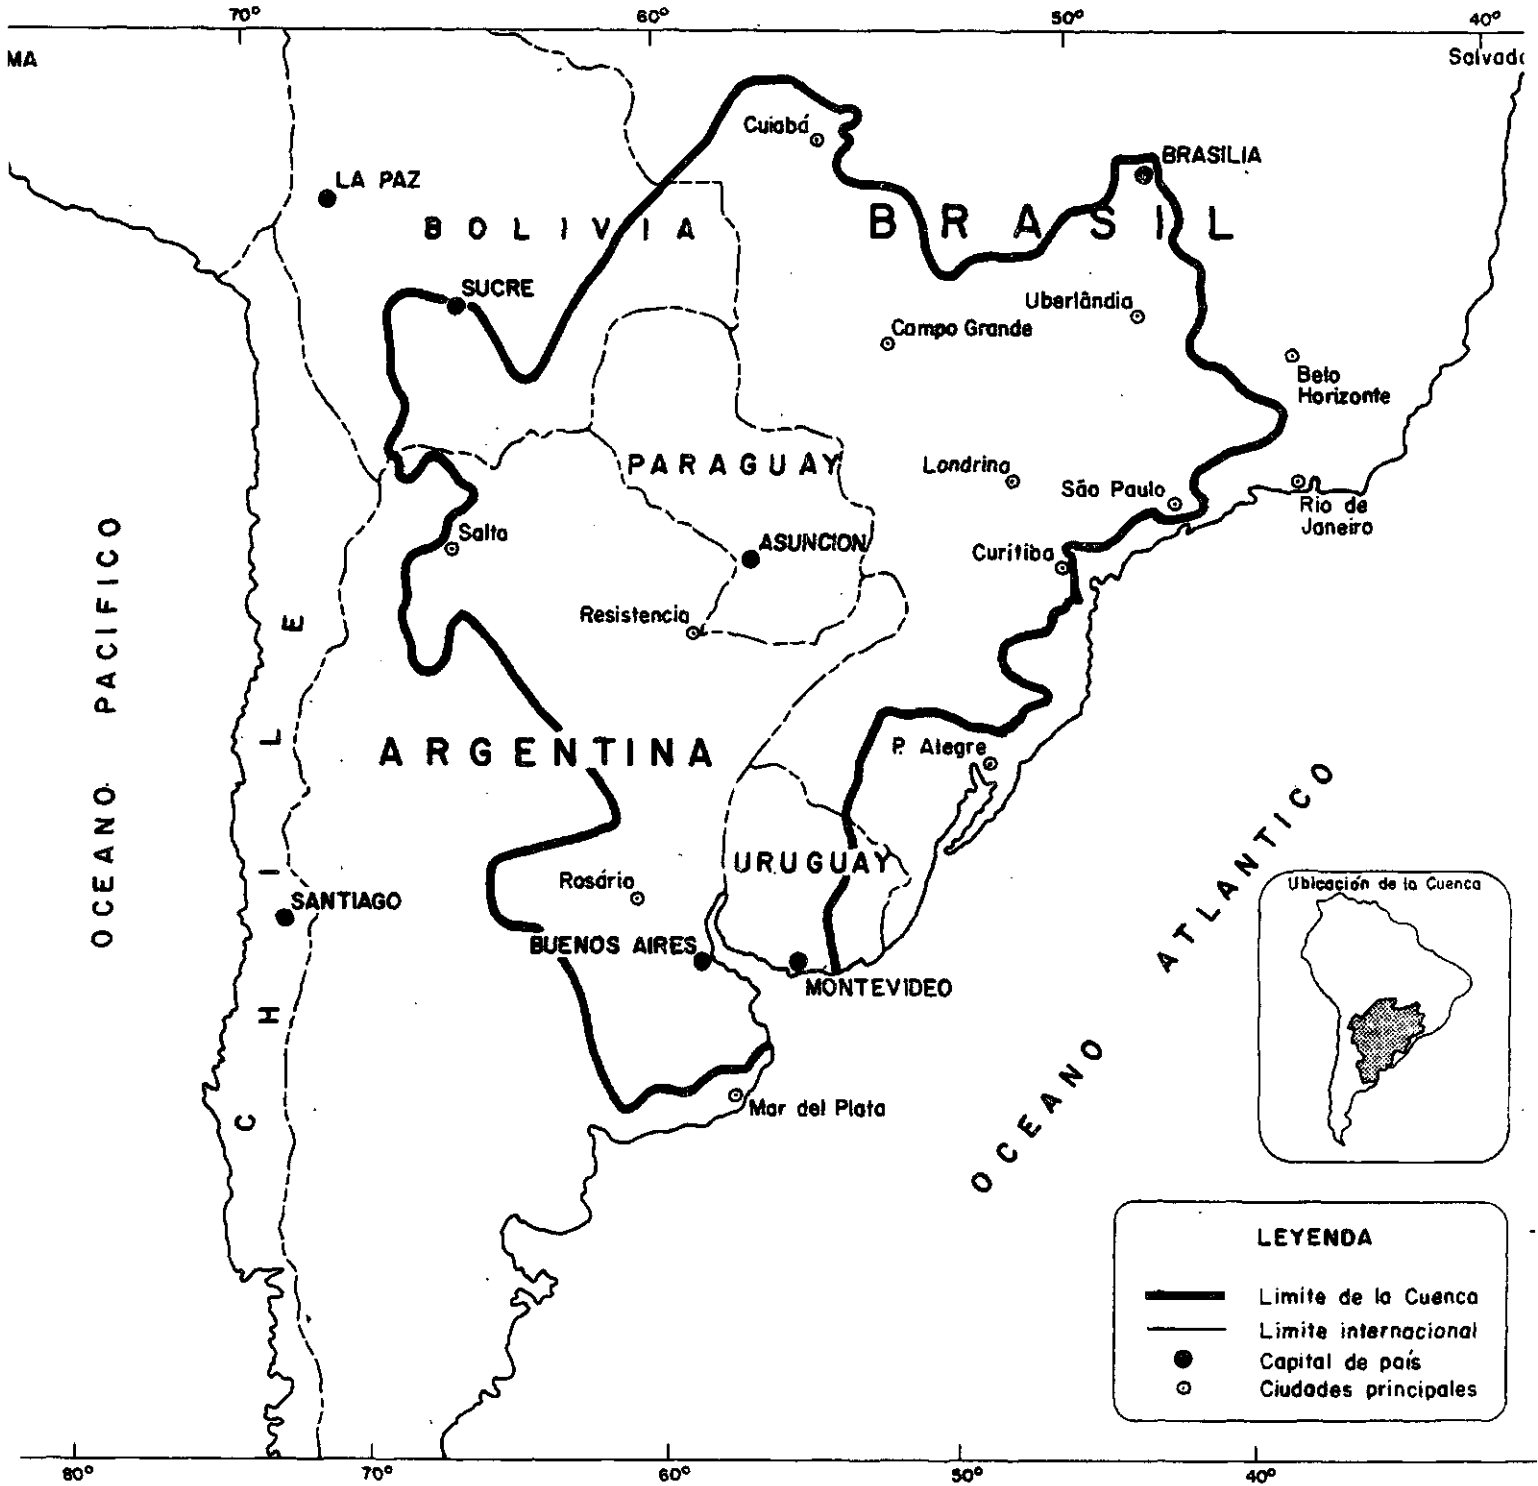 70°
60°
50°
40°
MA
Salvado
Cuiabá
BRASILIA
LA PAZ
BOLIVIA
BRASIL
SUCRE
Uberlândia
Campo Grande
Belo
Horizonte
PARAGUAY
Londrina
São Paulo
Rio de
Janeiro
Salta
ASUNCION
Curitiba
Resistencia
OCEANO PACIFICO
CHILE
ARGENTINA
P. Alegre
URUGUAY
Rosário
SANTIAGO
BUENOS AIRES
MONTEVIDEO
OCEANO ATLANTICO
Mar del Plata
Ubicación de la Cuenca
LEYENDA
Limite de la Cuenca
Limite internacional
Capital de país
Ciudades principales
80°
70°
60°
50°
40°